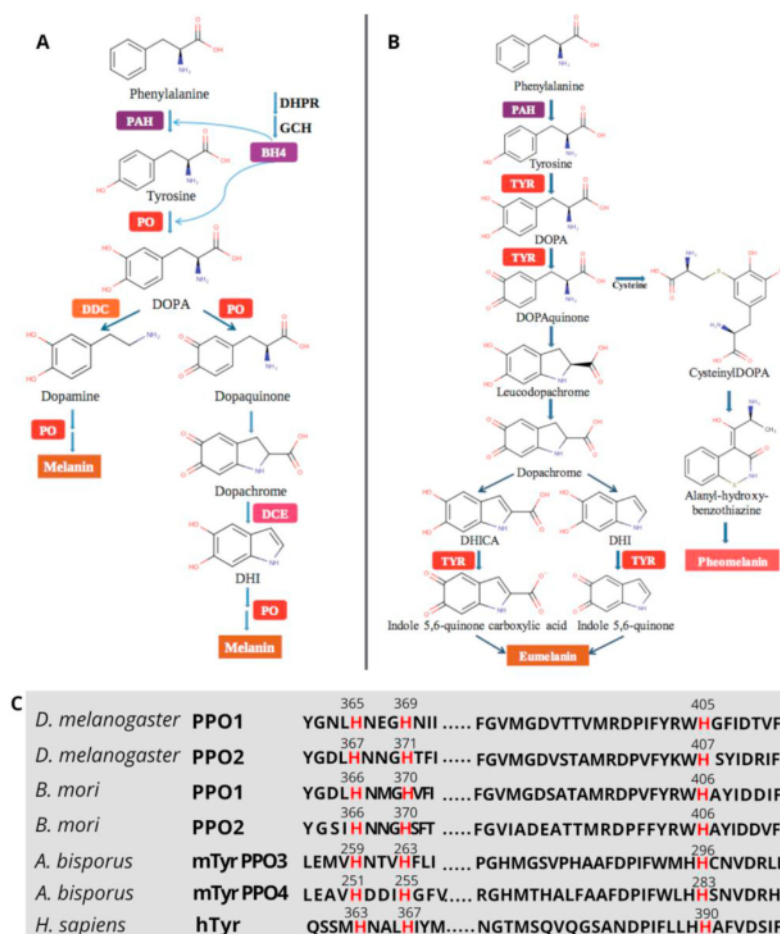 A
Phenylalanine
PAH
DHPR
GCH
BH4
Tyrosine
PO
DOPA
DDC
PO
Dopamine
Dopaquinone
PO
Melanin
Dopachrome
DCE
DHI
PO
Melanin
B
Phenylalanine
PAH
Tyrosine
TYR
DOPA
TYR
DOPAquinone
Cysteine
CysteinylDOPA
Leucodopachrome
Dopachrome
Alanyl-hydroxy-
benzothiazine
Pheomelanin
DHICA
DHI
TYR
TYR
Indole 5,6-quinone carboxylic acid
Indole 5,6-quinone
Eumelanin
C
365 369 405
D. melanogaster PPO1 YGNLHNEGHNII ..... FGVMGDVTTVMRDPIFYRWHGFIDTVF
367 371 407
D. melanogaster PPO2 YGDLHNNGHTFI ..... FGVMGDVSTAMRDPVFYKWHSYIDRIF
366 370 406
B. mori PPO1 YGDLHNMGHVFI ..... FGVMGDSATAMRDPVFYRWHAYIDDIF
366 370 406
B. mori PPO2 YGSIHNNGHSFT ..... FGVIADEATTMRDPFFYRWHAYIDDVF
259 263 296
A. bisporus mTyr PPO3 LEMVHNTVHFLI ..... PGHMGSVPHAAFDPIFWMHHCNVDRL
251 255 283
A. bisporus mTyr PPO4 LEAVHDDIHGFV ..... RGHMTHALFAAFDPIFWLHHSNVDRH
363 367 390
H. sapiens hTyr QSSMHNALHIYM ..... NGTMSQVQGSANDPIFLLHHAFVDSI